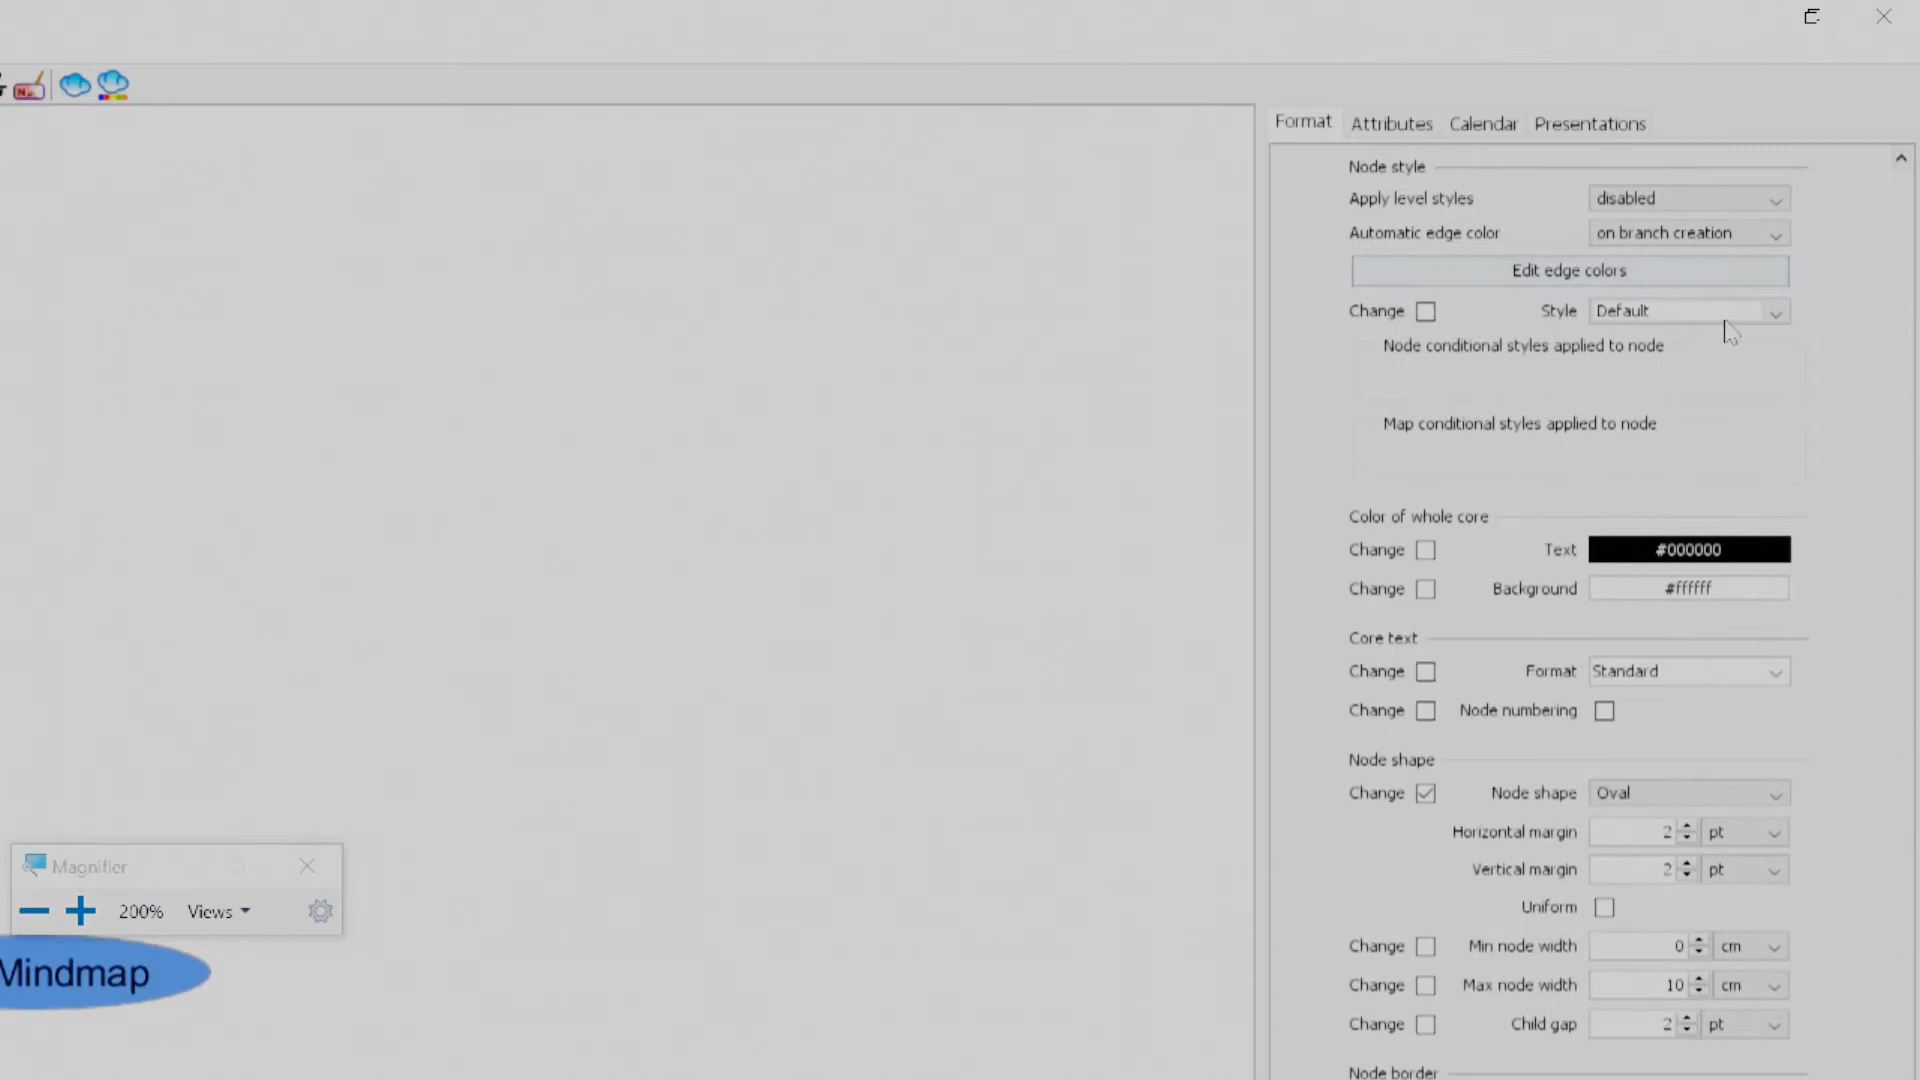 Format Attributes Calendar Presentations
Node style
Apply level styles disabled
Automatic edge color on branch creation
Edit edge colors
Change Style Default
Node conditional styles applied to node
Map conditional styles applied to node
Color of whole core
Change Text #000000
Change Background #ffffff
Core text
Change Format Standard
Change Node numbering
Node shape
Change Node shape Oval
Horizontal margin 2 pt
Vertical margin 2 pt
Uniform
Change Min node width 0 cm
Change Max node width 10 cm
Change Child gap 2 pt
Node border
Magnifier
200% Views
Mindmap